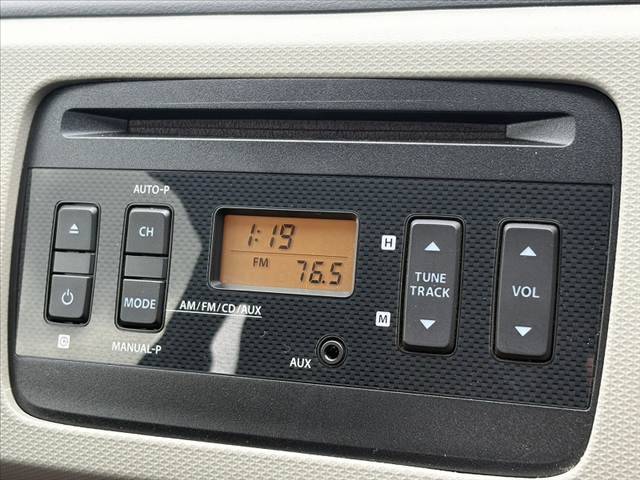 AUTO-P
CH
MODE
AM/FM/CD/AUX
MANUAL-P
1:19
FM
76.5
AUX
H
M
TUNE
TRACK
VOL